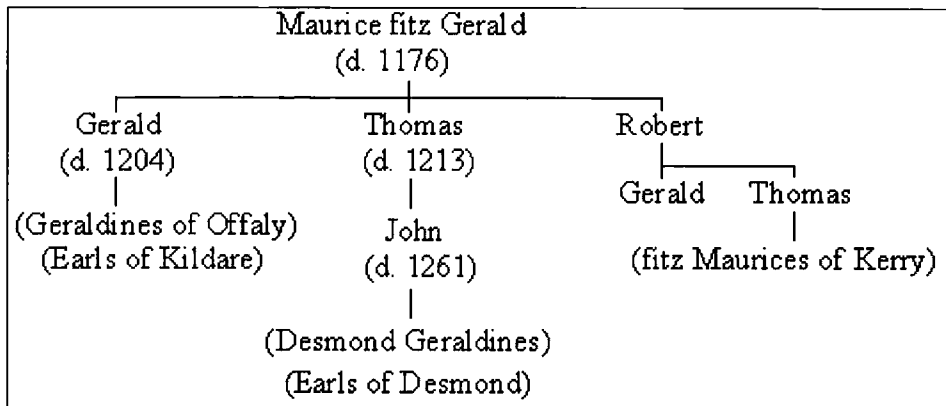 Maurice fitz Gerald
(d. 1176)
Gerald
(d. 1204)
(Geraldines of Offaly)
(Earls of Kildare)
Thomas
(d. 1213)
John
(d. 1261)
(Desmond Geraldines)
(Earls of Desmond)
Robert
Gerald Thomas
(fitz Maurices of Kerry)